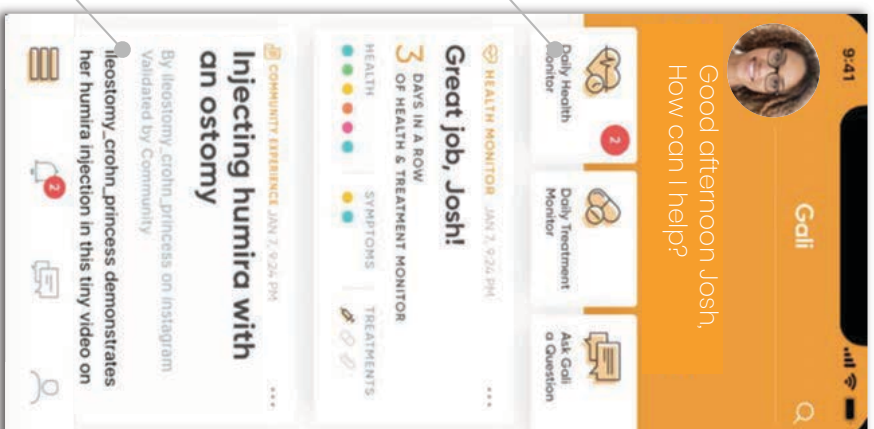 9:41
Gali
Good afternoon Josh,
How can I help?
Daily Health
Monitor
2
Daily Treatment
Monitor
Ask Gali
a Question
HEALTH MONITOR JAN 7, 9:24 PM
Great job, Josh!
3 DAYS IN A ROW
OF HEALTH & TREATMENT MONITOR
HEALTH
SYMPTOMS
TREATMENTS
COMMUNITY EXPERIENCE JAN 7, 9:24 PM
Injecting humira with
an ostomy
By ileostomy_crohn_princess on instagram
Validated by Community
ileostomy_crohn_princess demonstrates
her humira injection in this tiny video on
2